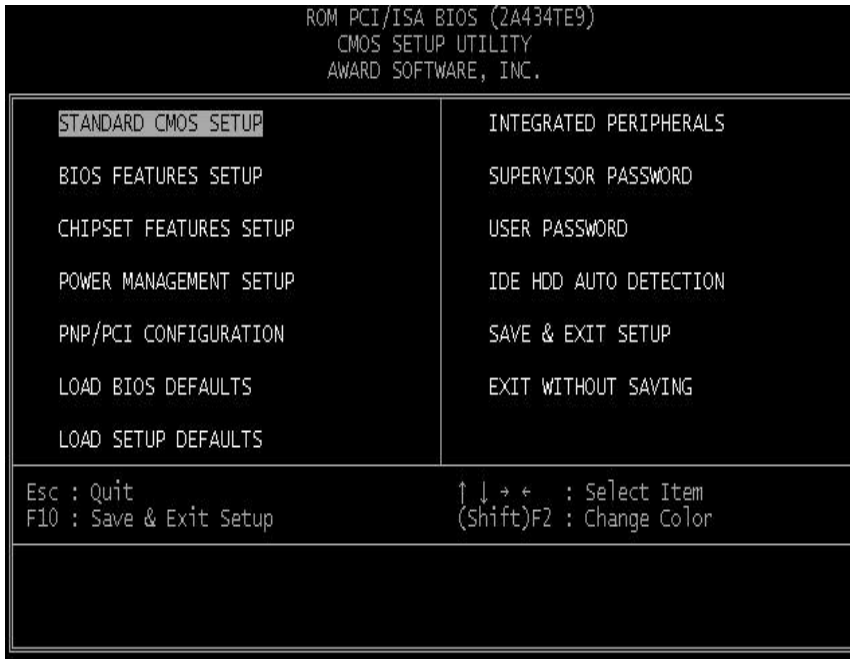 ROM PCI/ISA BIOS (2A434TE9)
CMOS SETUP UTILITY
AWARD SOFTWARE, INC.
STANDARD CMOS SETUP
BIOS FEATURES SETUP
CHIPSET FEATURES SETUP
POWER MANAGEMENT SETUP
PNP/PCI CONFIGURATION
LOAD BIOS DEFAULTS
LOAD SETUP DEFAULTS
INTEGRATED PERIPHERALS
SUPERVISOR PASSWORD
USER PASSWORD
IDE HDD AUTO DETECTION
SAVE & EXIT SETUP
EXIT WITHOUT SAVING
Esc : Quit
F10 : Save & Exit Setup
↑ ↓ → ← : Select Item
(Shift)F2 : Change Color